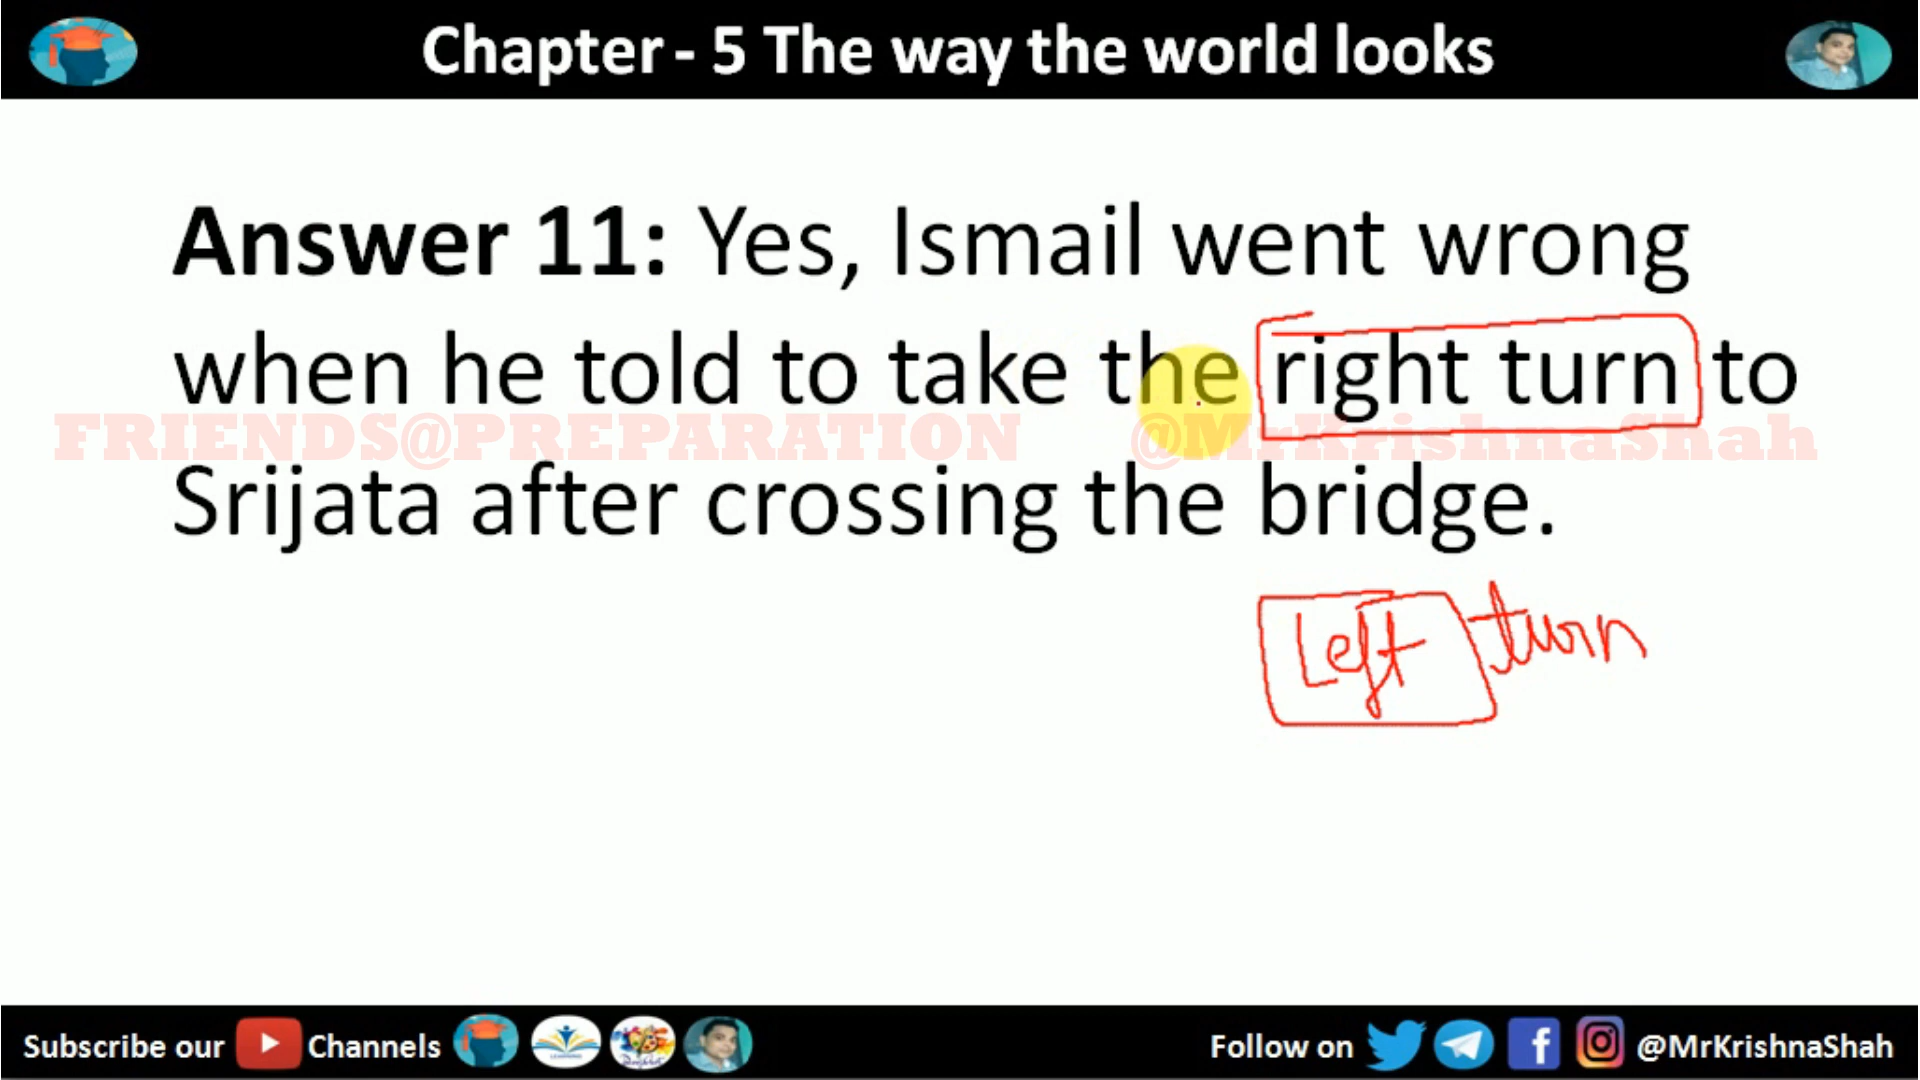 Chapter - 5 The way the world looks
Answer 11: Yes, Ismail went wrong
when he told to take the right turn to
FRIENDS@PREPARATION @MrKrishnaShah
Srijata after crossing the bridge.
Left turn
Subscribe our Channels Follow on @MrKrishnaShah